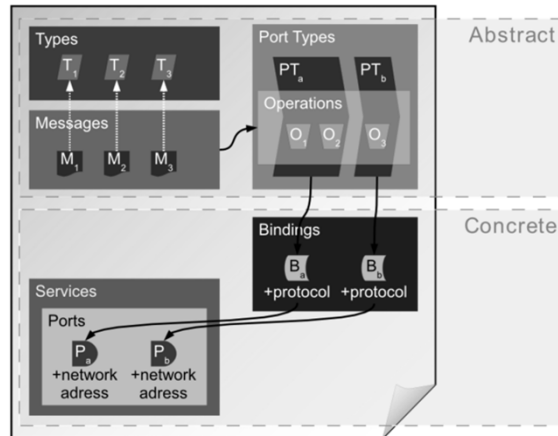 Abstract
Types
T1 T2 T3
Messages
M1 M2 M3
Port Types
PTa PTb
Operations
O1 O2 O3
Concrete
Bindings
Ba Bb
+protocol +protocol
Services
Ports
Pa Pb
+network +network
adress adress